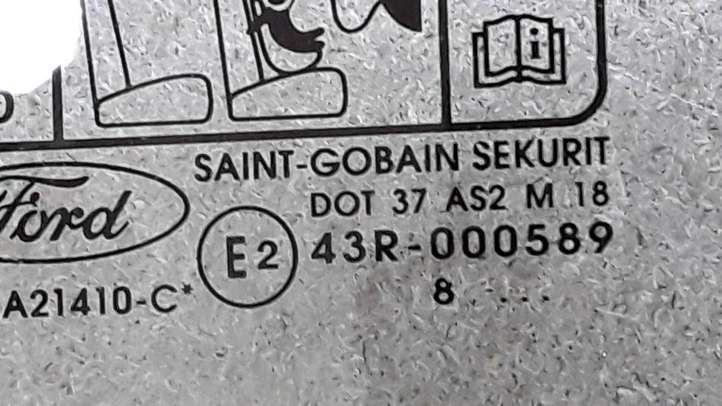 SAINT-GOBAIN SEKURIT
Ford
DOT 37 AS2 M 18
E2 43R-000589
A21410-C*
8 ...